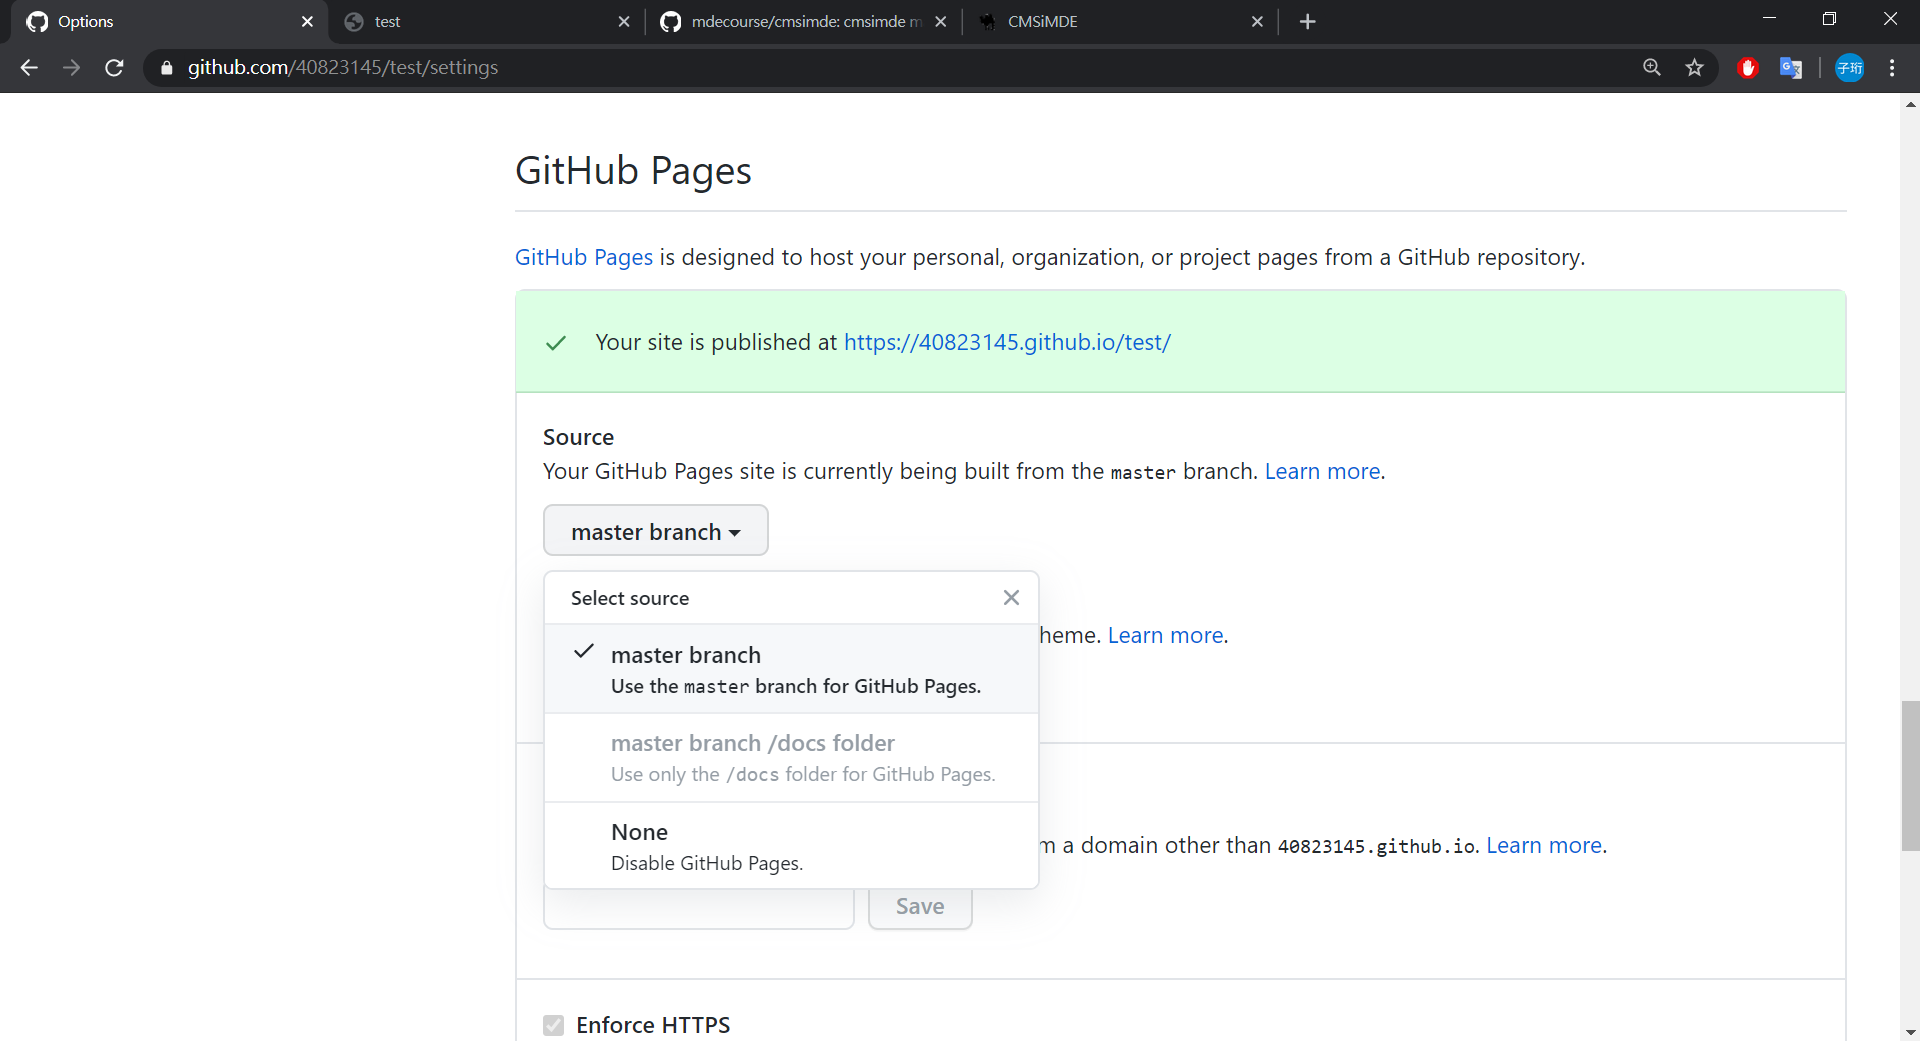 Options
test
mdecourse/cmsimde: cmsimde m
CMSiMDE
github.com/40823145/test/settings
子珩
GitHub Pages
GitHub Pages is designed to host your personal, organization, or project pages from a GitHub repository.
Your site is published at https://40823145.github.io/test/
Source
Your GitHub Pages site is currently being built from the master branch. Learn more.
master branch
Select source
master branch
heme. Learn more.
Use the master branch for GitHub Pages.
master branch /docs folder
Use only the /docs folder for GitHub Pages.
None
m a domain other than 40823145.github.io. Learn more.
Disable GitHub Pages.
Save
Enforce HTTPS